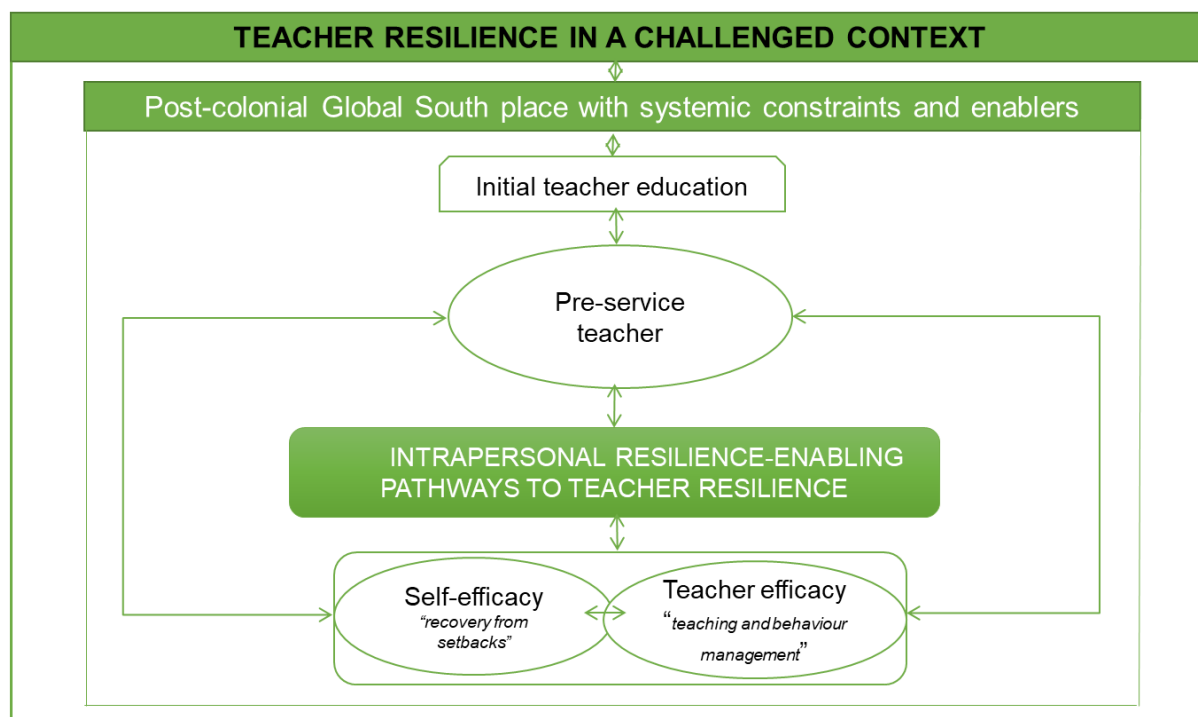 TEACHER RESILIENCE IN A CHALLENGED CONTEXT
Post-colonial Global South place with systemic constraints and enablers
Initial teacher education
Pre-service
teacher
INTRAPERSONAL RESILIENCE-ENABLING
PATHWAYS TO TEACHER RESILIENCE
Self-efficacy
“recovery from
setbacks”
Teacher efficacy
“teaching and behaviour
management”